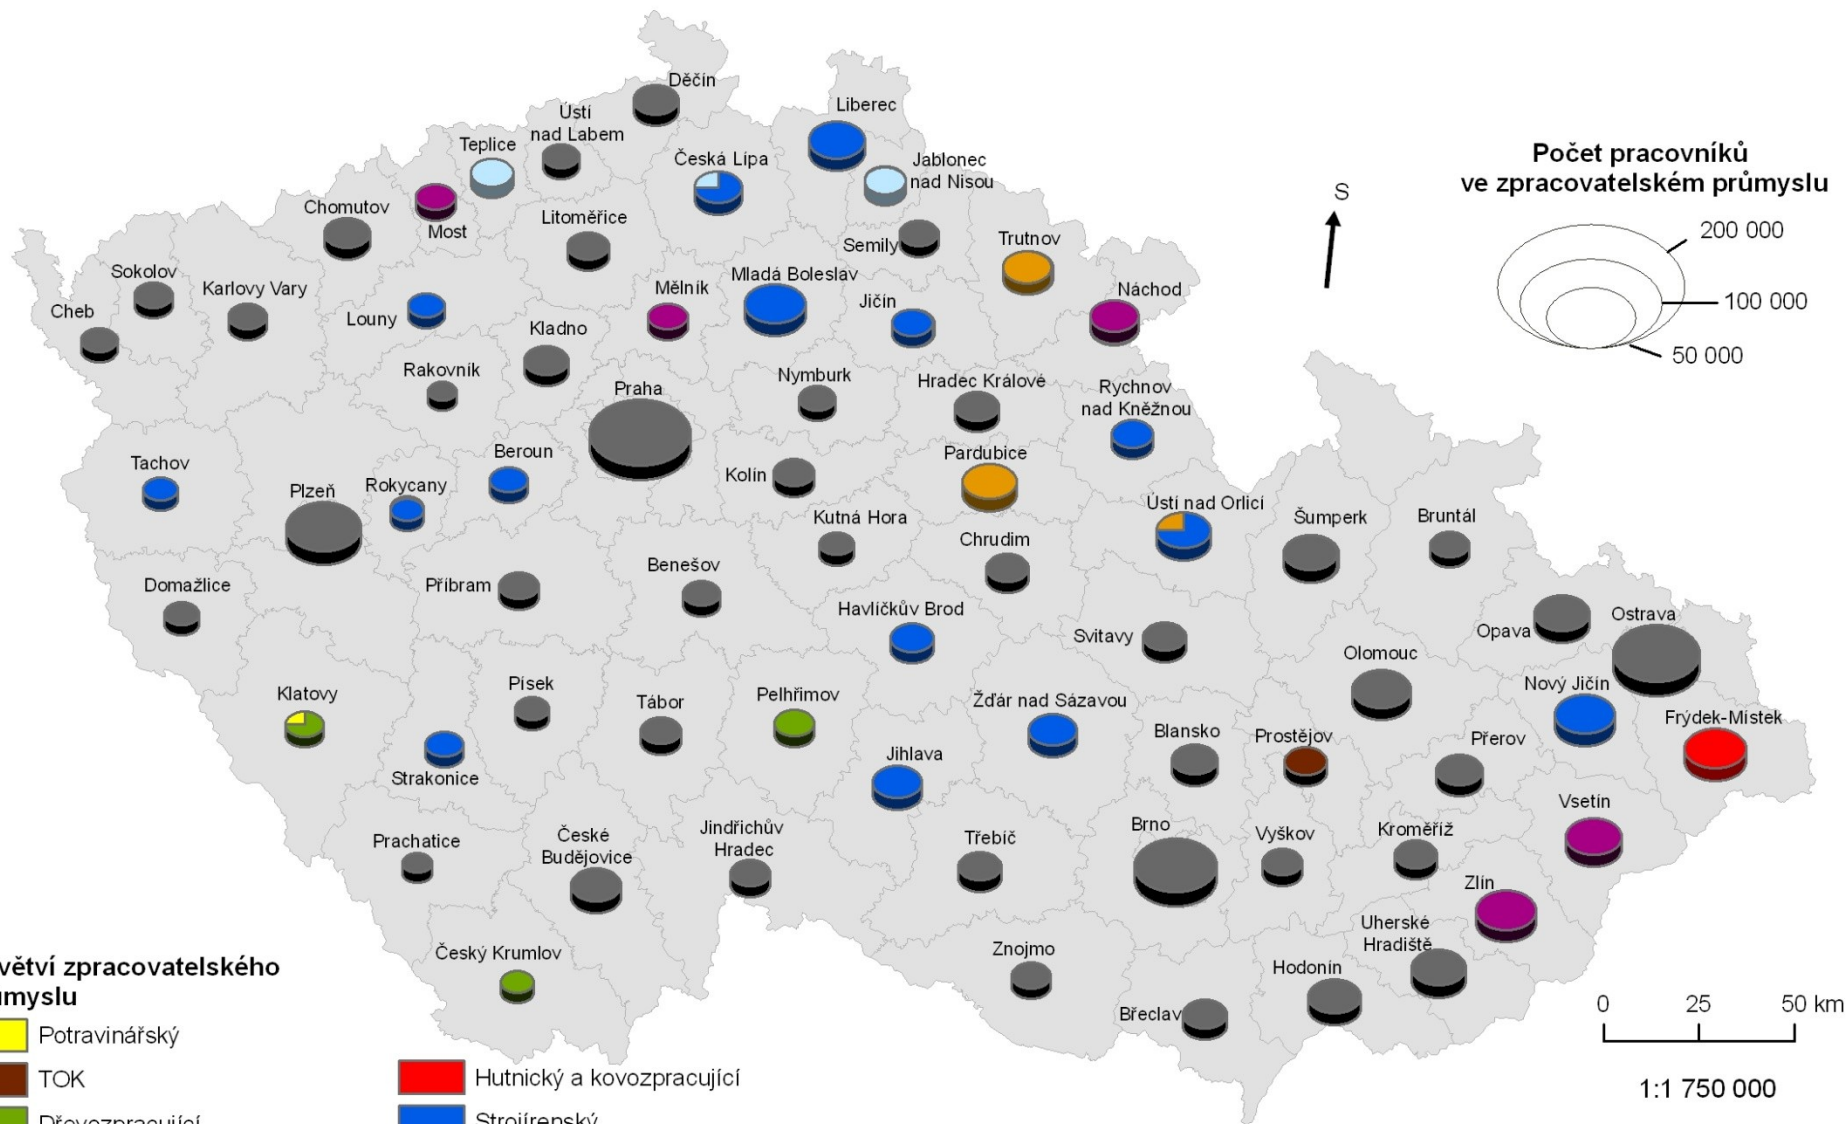 Děčín
Liberec
Ústí
nad Labem
Teplice
Česká Lípa
Jablonec
nad Nisou
Počet pracovníků
ve zpracovatelském průmyslu
S
200 000
100 000
50 000
Chomutov
Most
Litoměřice
Semily
Trutnov
Sokolov
Karlovy Vary
Cheb
Louny
Mělník
Mladá Boleslav
Jičín
Náchod
Kladno
Rakovník
Praha
Nymburk
Hradec Králové
Rychnov
nad Kněžnou
Tachov
Plzeň
Rokycany
Beroun
Kolín
Pardubice
Ústí nad Orlicí
Šumperk
Bruntál
Kutná Hora
Chrudim
Domažlice
Příbram
Benešov
Havlíčkův Brod
Svitavy
Opava
Ostrava
Olomouc
Klatovy
Písek
Tábor
Pelhřimov
Žďár nad Sázavou
Nový Jičín
Frýdek-Místek
Strakonice
Jihlava
Blansko
Prostějov
Přerov
Vsetín
Prachatice
České
Budějovice
Jindřichův
Hradec
Třebíč
Brno
Vyškov
Kroměříž
Zlín
Český Krumlov
Znojmo
Uherské
Hradiště
Hodonín
Břeclav
0 25 50 km
1:1 750 000
větví zpracovatelského
myslu
Potravinářský
TOK
Dřevozpracující
Hutnický a kovozpracující
Strojírenský